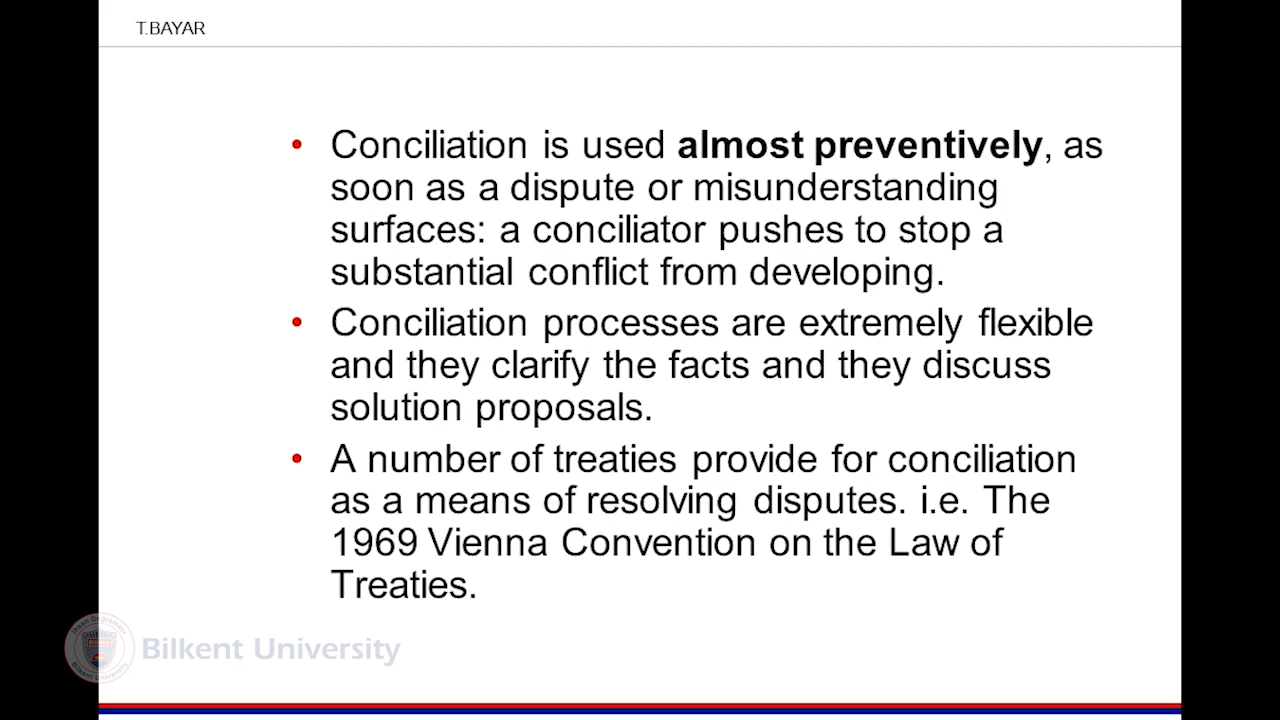 T.BAYAR
• Conciliation is used almost preventively, as
soon as a dispute or misunderstanding
surfaces: a conciliator pushes to stop a
substantial conflict from developing.
• Conciliation processes are extremely flexible
and they clarify the facts and they discuss
solution proposals.
• A number of treaties provide for conciliation
as a means of resolving disputes. i.e. The
1969 Vienna Convention on the Law of
Treaties.
Bilkent University